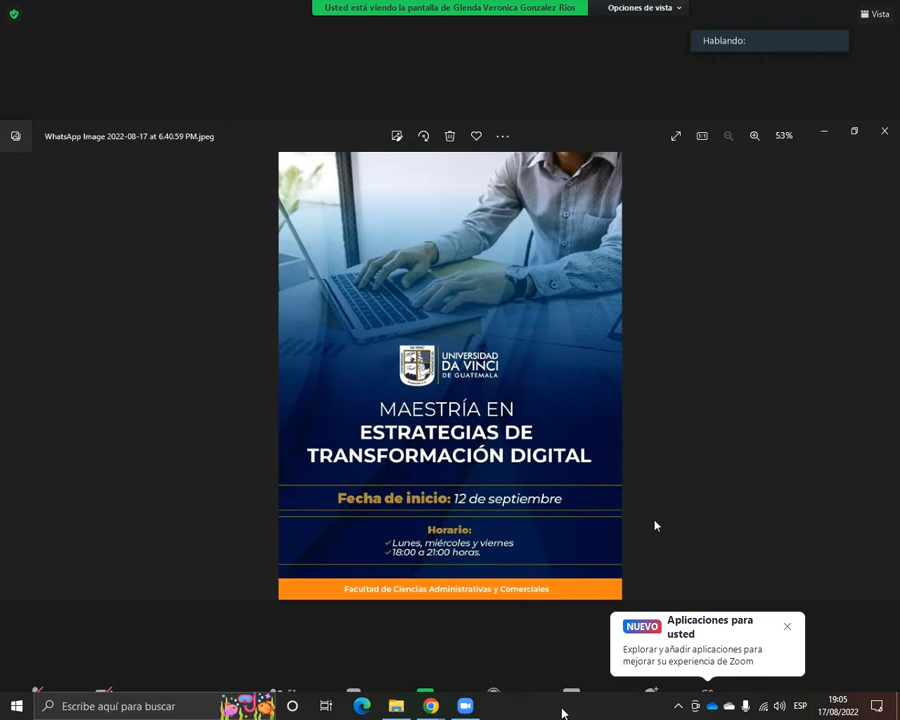 Usted está viendo la pantalla de Glenda Veronica Gonzalez Rios
Opciones de vista
Vista
Hablando:
WhatsApp Image 2022-08-17 at 6.40.59 PM.jpeg
53%
DA VINCI
UNIVERSIDAD
DA VINCI
DE GUATEMALA
MAESTRÍA EN
ESTRATEGIAS DE
TRANSFORMACIÓN DIGITAL
Fecha de inicio: 12 de septiembre
Horario:
Lunes, miércoles y viernes
18:00 a 21:00 horas.
Facultad de Ciencias Administrativas y Comerciales
NUEVO
Aplicaciones para
usted
Explorar y añadir aplicaciones para
mejorar su experiencia de Zoom
Escribe aquí para buscar
ESP
19:05
17/08/2022